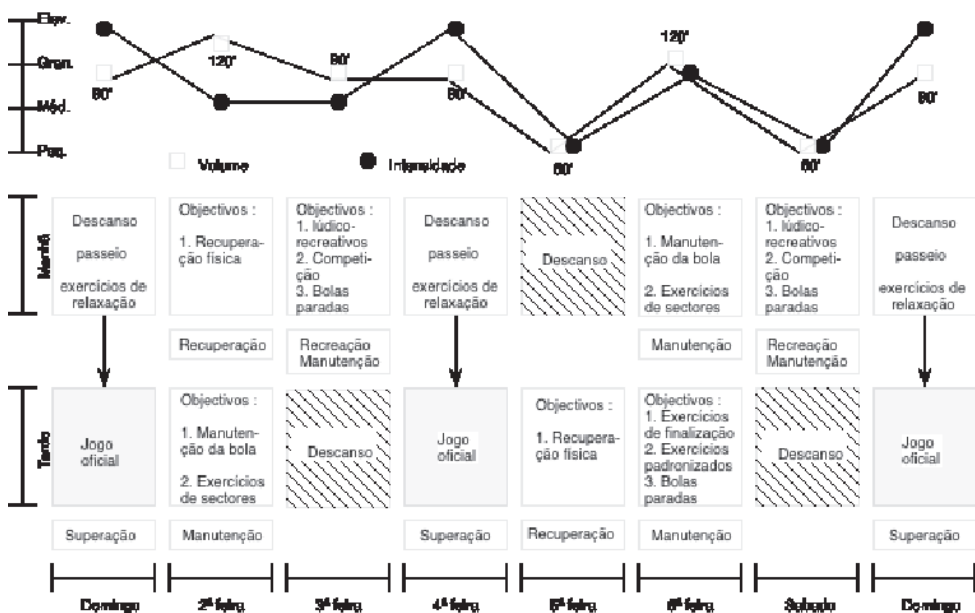 Elev.
Gran.
Méd.
Peq.
90'
120'
90'
90'
60'
120'
60'
90'
Volume
Intensidade
Manhã
Descanso
passeio
exercícios de
relaxação
Objectivos :
1. Recupera-
ção física
Objectivos :
1. lúdico-
recreativos
2. Competi-
ção
3. Bolas
paradas
Descanso
passeio
exercícios de
relaxação
Descanso
Objectivos :
1. Manuten-
ção da bola
2. Exercícios
de sectores
Objectivos :
1. lúdico-
recreativos
2. Competi-
ção
3. Bolas
paradas
Descanso
passeio
exercícios de
relaxação
Recuperação
Recreação
Manutenção
Manutenção
Recreação
Manutenção
Tarde
Jogo
oficial
Objectivos :
1. Manuten-
ção da bola
2. Exercícios
de sectores
Descanso
Jogo
oficial
Objectivos :
1. Recupera-
ção física
Objectivos :
1. Exercícios
de finalização
2. Exercícios
padronizados
3. Bolas
paradas
Descanso
Jogo
oficial
Superação
Manutenção
Superação
Recuperação
Manutenção
Superação
Domingo
2ª feira
3ª feira
4ª feira
5ª feira
6ª feira
Sabado
Domingo